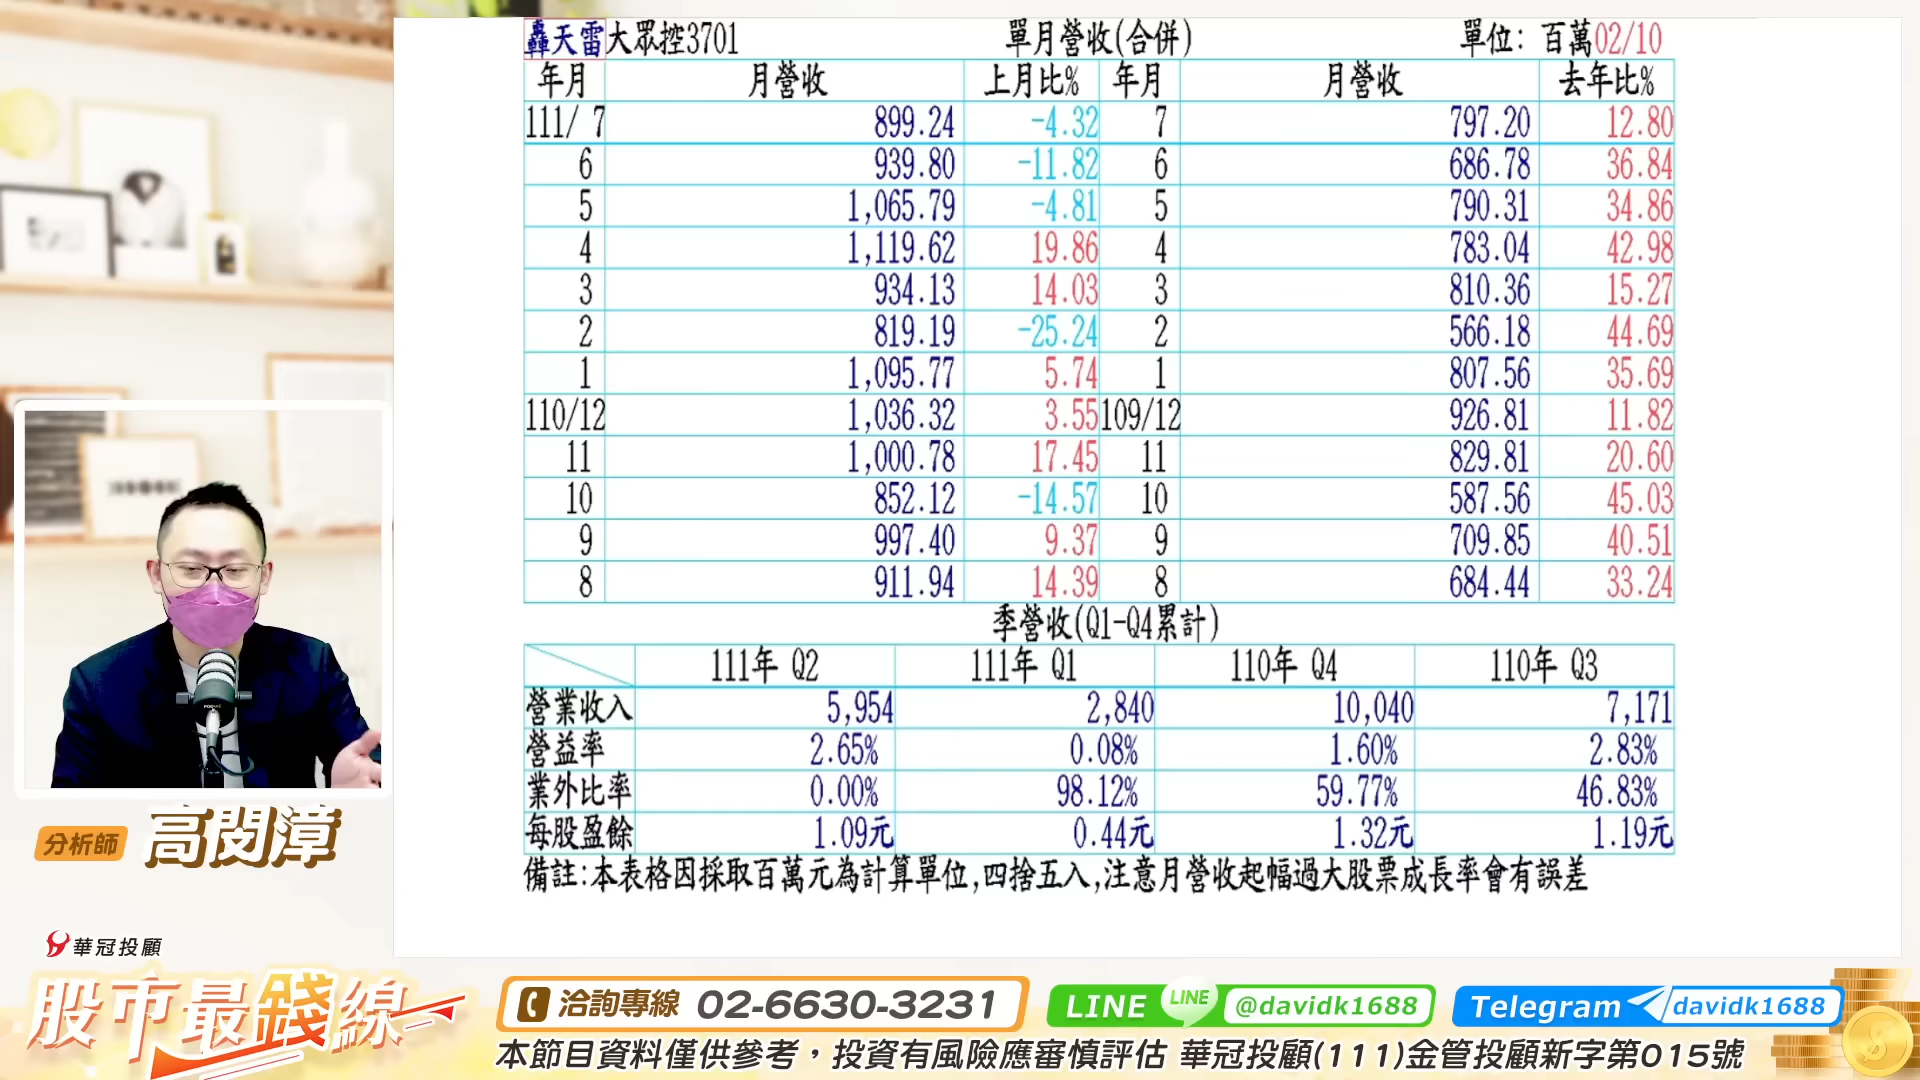 轟天雷大眾控3701 單月營收(合併) 單位: 百萬02/10
年月 月營收 上月比% 年月 月營收 去年比%
111/ 7 899.24 -4.32 7 797.20 12.80
6 939.80 -11.82 6 686.78 36.84
5 1,065.79 -4.81 5 790.31 34.86
4 1,119.62 19.86 4 783.04 42.98
3 934.13 14.03 3 810.36 15.27
2 819.19 -25.24 2 566.18 44.69
1 1,095.77 5.74 1 807.56 35.69
110/12 1,036.32 3.55 109/12 926.81 11.82
11 1,000.78 17.45 11 829.81 20.60
10 852.12 -14.57 10 587.56 45.03
9 997.40 9.37 9 709.85 40.51
8 911.94 14.39 8 684.44 33.24
季營收(Q1-Q4累計)
111年 Q2 111年 Q1 110年 Q4 110年 Q3
營業收入 5,954 2,840 10,040 7,171
營益率 2.65% 0.08% 1.60% 2.83%
業外比率 0.00% 98.12% 59.77% 46.83%
每股盈餘 1.09元 0.44元 1.32元 1.19元
備註:本表格因採取百萬元為計算單位,四捨五入,注意月營收起幅過大股票成長率會有誤差
分析師 高閔漳
華冠投顧
股市最錢線
洽詢專線 02-6630-3231 LINE LINE @davidk1688 Telegram davidk1688
本節目資料僅供參考，投資有風險應審慎評估 華冠投顧(111)金管投顧新字第015號